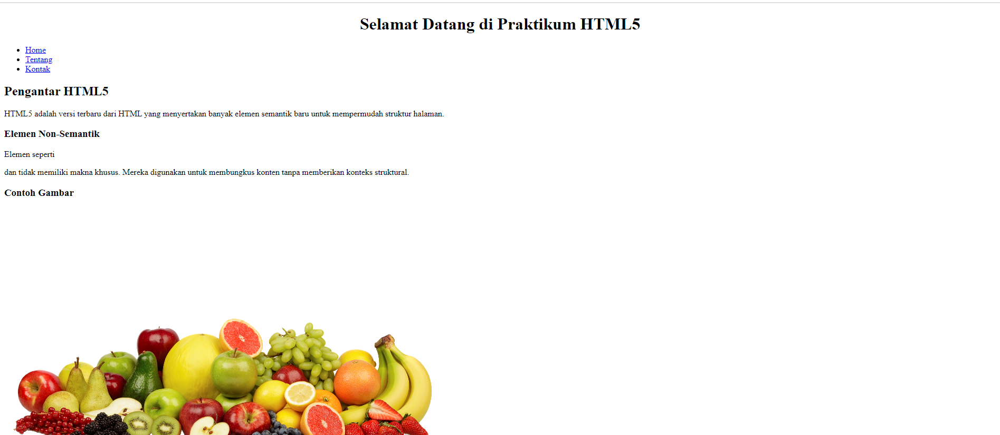 Selamat Datang di Praktikum HTML5
Home
Tentang
Kontak
Pengantar HTML5
HTML5 adalah versi terbaru dari HTML yang menyertakan banyak elemen semantik baru untuk mempermudah struktur halaman.
Elemen Non-Semantik
Elemen seperti
dan tidak memiliki makna khusus. Mereka digunakan untuk membungkus konten tanpa memberikan konteks struktural.
Contoh Gambar